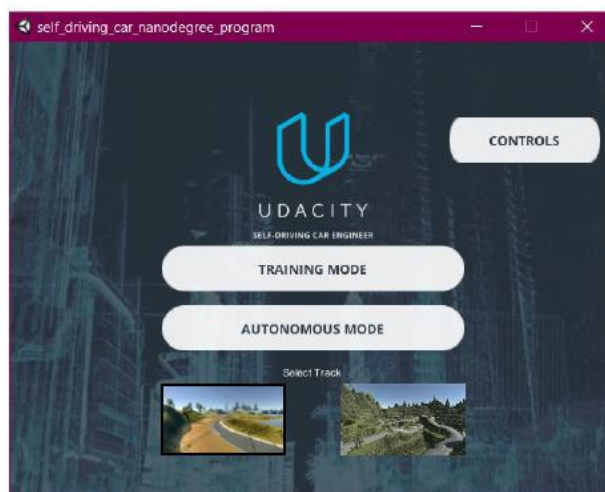 self_driving_car_nanodegree_program
CONTROLS
UDACITY
SELF-DRIVING CAR ENGINEER
TRAINING MODE
AUTONOMOUS MODE
Select Track